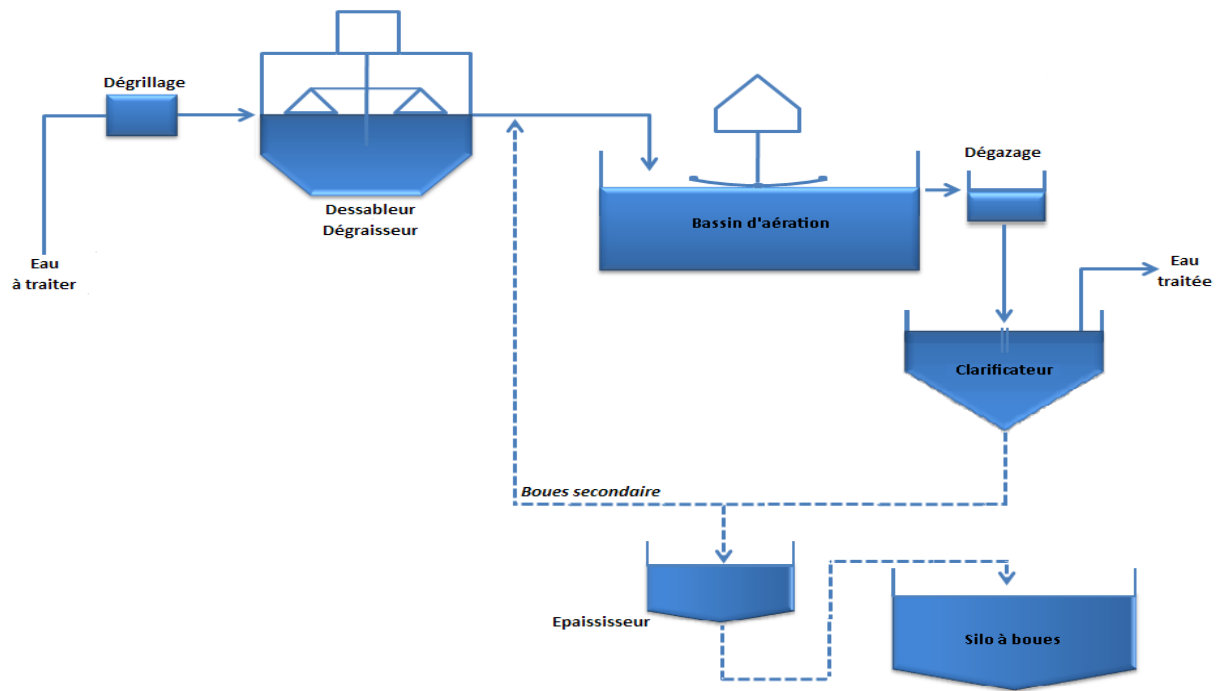 Dégrillage
Dessableur
Dégraisseur
Eau
à traiter
Bassin d'aération
Dégazage
Eau
traitée
Clarificateur
Boues secondaire
Epaississeur
Silo à boues